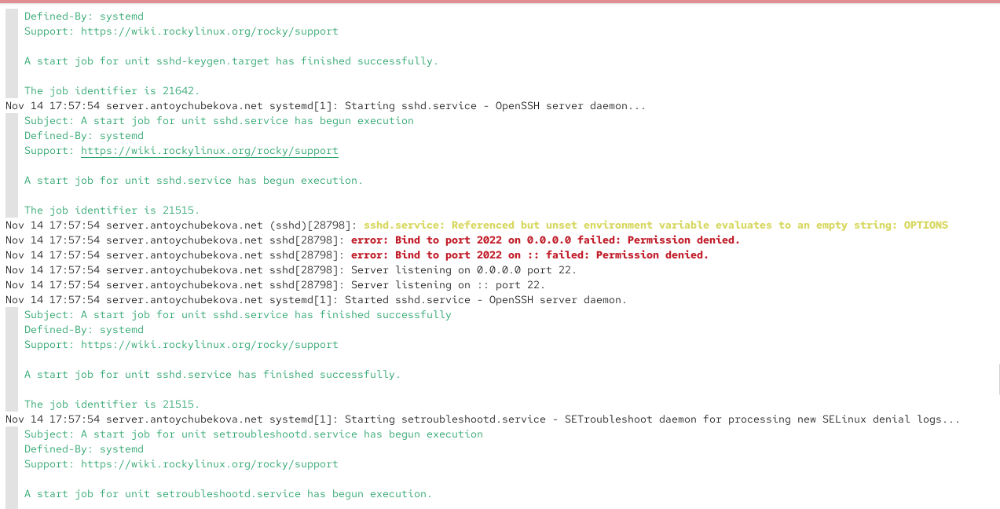 Defined-By: systemd
Support: https://wiki.rockylinux.org/rocky/support
A start job for unit sshd-keygen.target has finished successfully.
The job identifier is 21642.
Nov 14 17:57:54 server.antoychubekova.net systemd[1]: Starting sshd.service - OpenSSH server daemon...
Subject: A start job for unit sshd.service has begun execution
Defined-By: systemd
Support: https://wiki.rockylinux.org/rocky/support
A start job for unit sshd.service has begun execution.
The job identifier is 21515.
Nov 14 17:57:54 server.antoychubekova.net (sshd)[28798]: sshd.service: Referenced but unset environment variable evaluates to an empty string: OPTIONS
Nov 14 17:57:54 server.antoychubekova.net sshd[28798]: error: Bind to port 2022 on 0.0.0.0 failed: Permission denied.
Nov 14 17:57:54 server.antoychubekova.net sshd[28798]: error: Bind to port 2022 on :: failed: Permission denied.
Nov 14 17:57:54 server.antoychubekova.net sshd[28798]: Server listening on 0.0.0.0 port 22.
Nov 14 17:57:54 server.antoychubekova.net sshd[28798]: Server listening on :: port 22.
Nov 14 17:57:54 server.antoychubekova.net systemd[1]: Started sshd.service - OpenSSH server daemon.
Subject: A start job for unit sshd.service has finished successfully
Defined-By: systemd
Support: https://wiki.rockylinux.org/rocky/support
A start job for unit sshd.service has finished successfully.
The job identifier is 21515.
Nov 14 17:57:54 server.antoychubekova.net systemd[1]: Starting setroubleshootd.service - SETroubleshoot daemon for processing new SELinux denial logs...
Subject: A start job for unit setroubleshootd.service has begun execution
Defined-By: systemd
Support: https://wiki.rockylinux.org/rocky/support
A start job for unit setroubleshootd.service has begun execution.